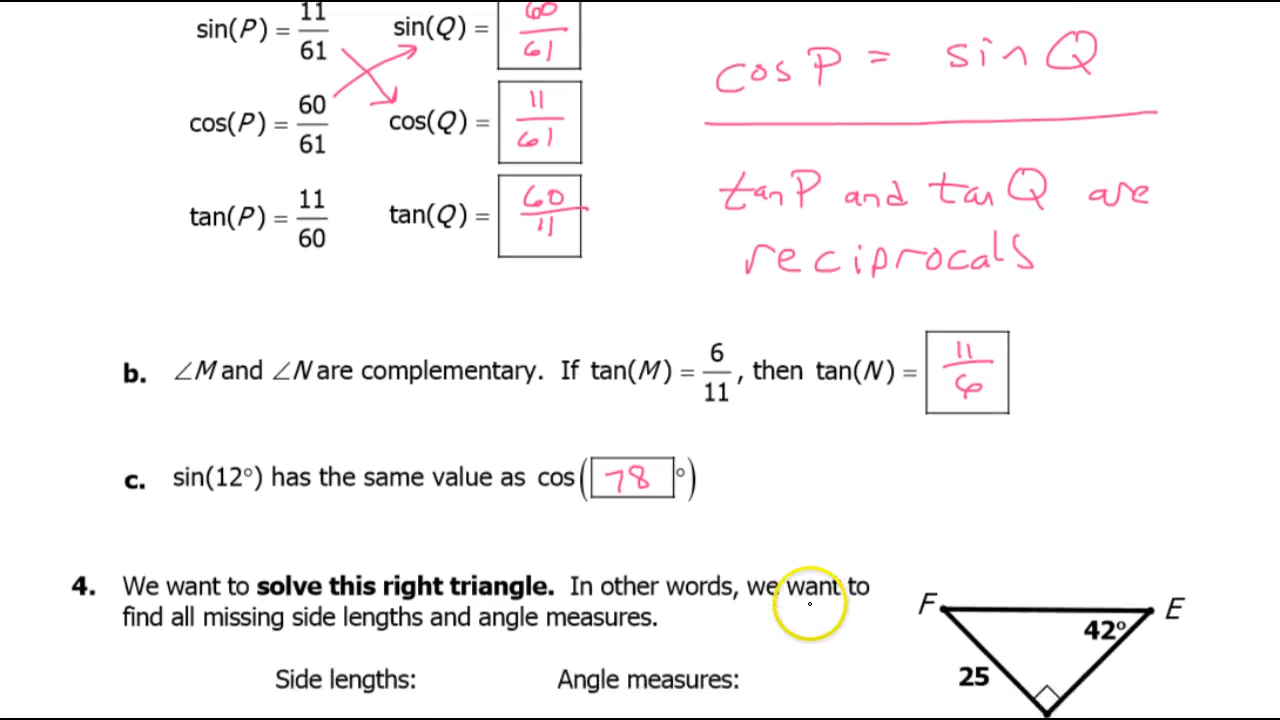 sin(P) = 11/61 sin(Q) = 60/61
cos P = sin Q
cos(P) = 60/61 cos(Q) = 11/61
tan P and tan Q are
reciprocals
tan(P) = 11/60 tan(Q) = 60/11
b. ∠M and ∠N are complementary. If tan(M) = 6/11, then tan(N) = 11/6
c. sin(12°) has the same value as cos(78°)
4. We want to solve this right triangle. In other words, we want to
find all missing side lengths and angle measures.
F E
42°
25
Side lengths: Angle measures: